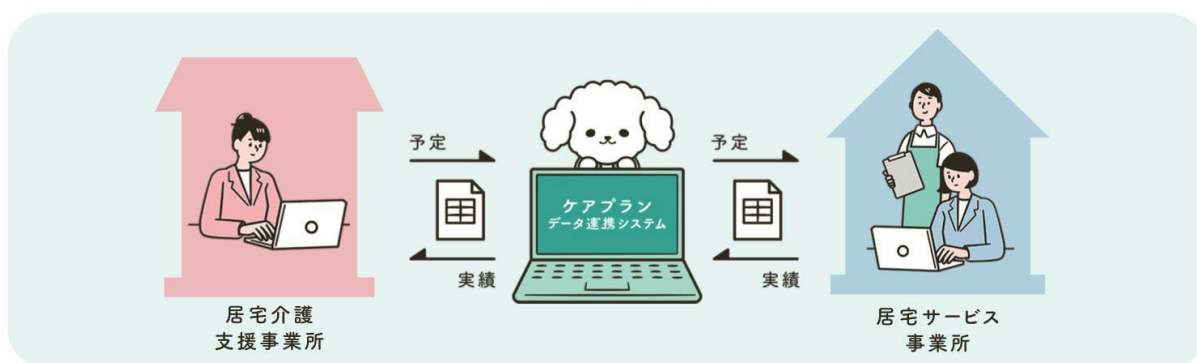 予定
予定
ケアプラン
データ連携システム
実績
実績
居宅介護
支援事業所
居宅サービス
事業所